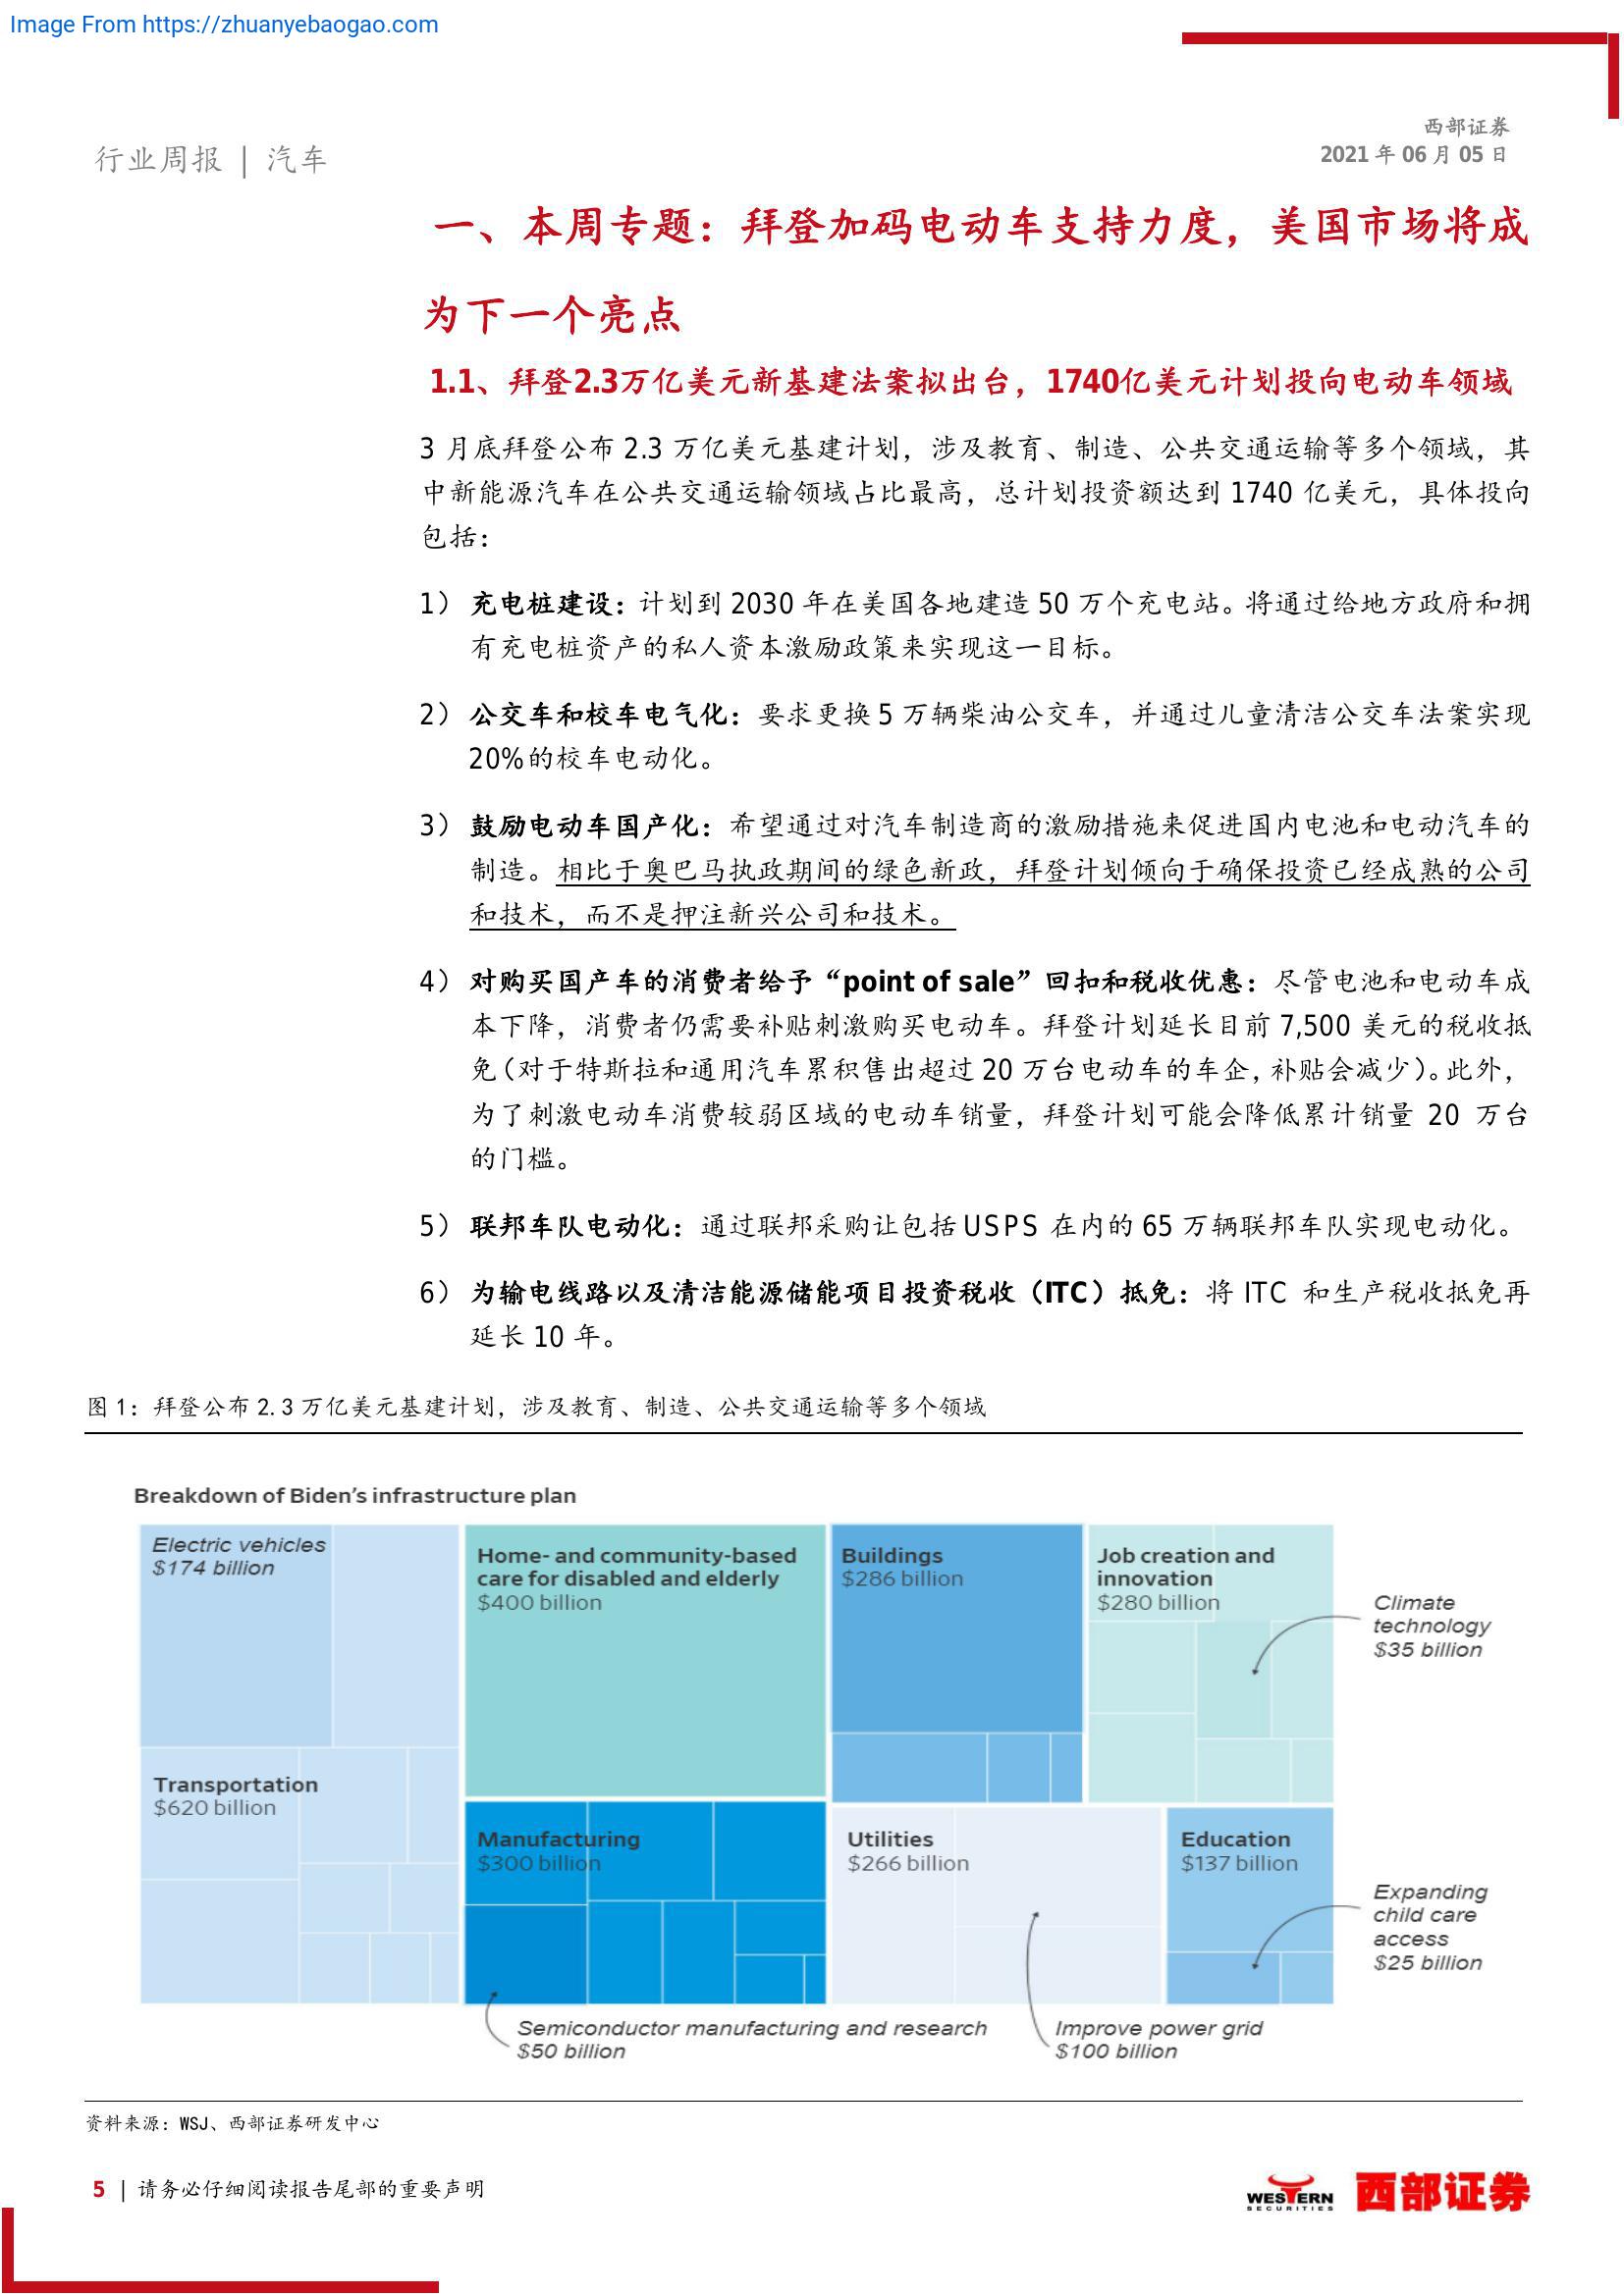 Image From https://zhuanyebaogao.com
西部证券
2021 年 06 月 05 日
行业周报 | 汽车
一、本周专题：拜登加码电动车支持力度，美国市场将成
为下一个亮点
1.1、拜登2.3万亿美元新基建法案拟出台，1740亿美元计划投向电动车领域
3 月底拜登公布 2.3 万亿美元基建计划，涉及教育、制造、公共交通运输等多个领域，其
中新能源汽车在公共交通运输领域占比最高，总计划投资额达到 1740 亿美元，具体投向
包括：
1） 充电桩建设：计划到 2030 年在美国各地建造 50 万个充电站。将通过给地方政府和拥
有充电桩资产的私人资本激励政策来实现这一目标。
2） 公交车和校车电气化：要求更换 5 万辆柴油公交车，并通过儿童清洁公交车法案实现
20%的校车电动化。
3） 鼓励电动车国产化：希望通过对汽车制造商的激励措施来促进国内电池和电动汽车的
制造。相比于奥巴马执政期间的绿色新政，拜登计划倾向于确保投资已经成熟的公司
和技术，而不是押注新兴公司和技术。
4） 对购买国产车的消费者给予“point of sale”回扣和税收优惠：尽管电池和电动车成
本下降，消费者仍需要补贴刺激购买电动车。拜登计划延长目前 7,500 美元的税收抵
免（对于特斯拉和通用汽车累积售出超过 20 万台电动车的车企，补贴会减少）。此外，
为了刺激电动车消费较弱区域的电动车销量，拜登计划可能会降低累计销量 20 万台
的门槛。
5） 联邦车队电动化：通过联邦采购让包括 USPS 在内的 65 万辆联邦车队实现电动化。
6） 为输电线路以及清洁能源储能项目投资税收（ITC）抵免：将 ITC 和生产税收抵免再
延长 10 年。
图 1：拜登公布 2.3 万亿美元基建计划，涉及教育、制造、公共交通运输等多个领域
Breakdown of Biden’s infrastructure plan
Electric vehicles
$174 billion
Transportation
$620 billion
Home- and community-based
care for disabled and elderly
$400 billion
Manufacturing
$300 billion
Semiconductor manufacturing and research
$50 billion
Buildings
$286 billion
Job creation and
innovation
$280 billion
Climate
technology
$35 billion
Utilities
$266 billion
Improve power grid
$100 billion
Education
$137 billion
Expanding
child care
access
$25 billion
资料来源：WSJ、西部证券研发中心
5 | 请务必仔细阅读报告尾部的重要声明
WESTERN
SECURITIES
西部证券